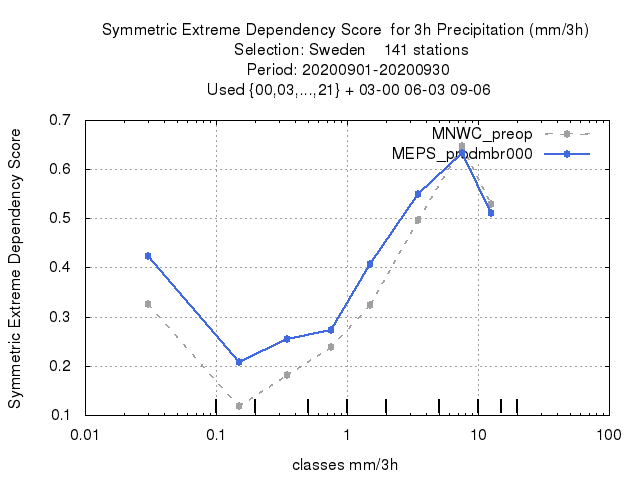 Symmetric Extreme Dependency Score for 3h Precipitation (mm/3h)
Selection: Sweden 141 stations
Period: 20200901-20200930
Used {00,03,...,21} + 03-00 06-03 09-06
MNWC_preop
MEPS_prodmbr000
Symmetric Extreme Dependency Score
0.7
0.6
0.5
0.4
0.3
0.2
0.1
0.01 0.1 1 10 100
classes mm/3h